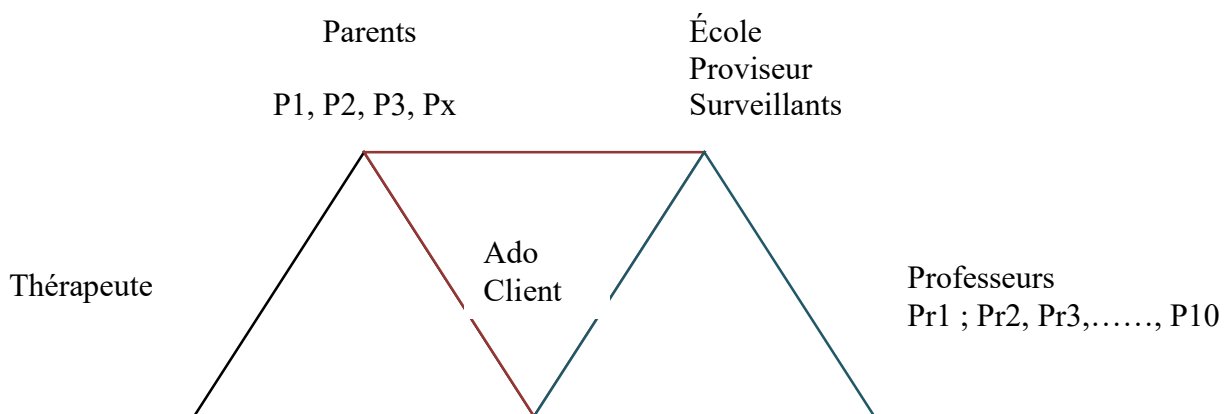 Parents
P1, P2, P3, Px
École
Proviseur
Surveillants
Ado
Client
Thérapeute
Professeurs
Pr1 ; Pr2, Pr3,……, P10